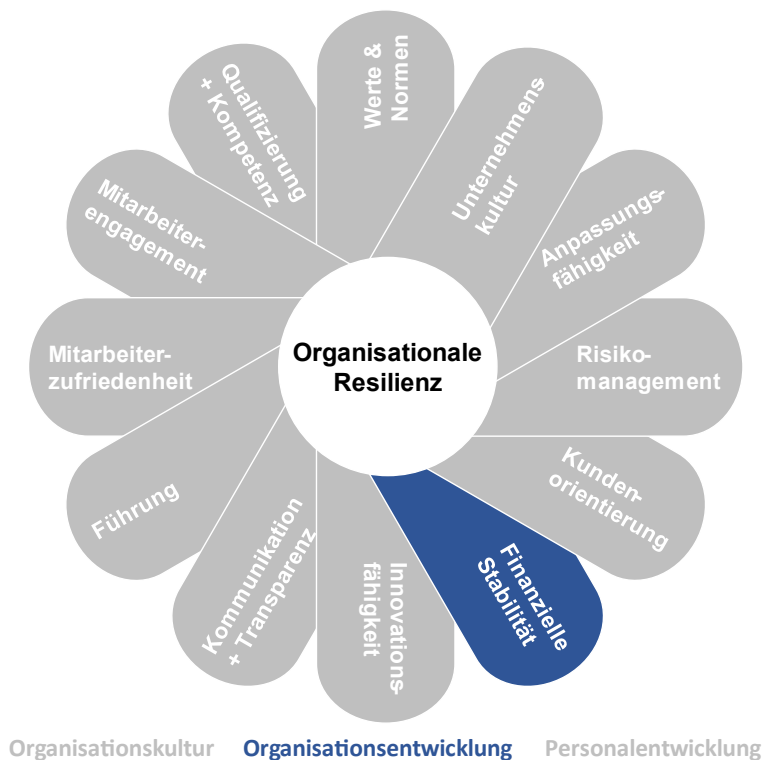 Werte &
Normen
Unternehmens-
kultur
Anpassungs-
fähigkeit
Risiko-
management
Kunden-
orientierung
Finanzielle
Stabilität
Innovations-
fähigkeit
Kommunikation
+ Transparenz
Führung
Mitarbeiter-
zufriedenheit
Mitarbeiter-
engagement
Qualifizierung
+ Kompetenz
Organisationale
Resilienz
Organisationskultur Organisationsentwicklung Personalentwicklung